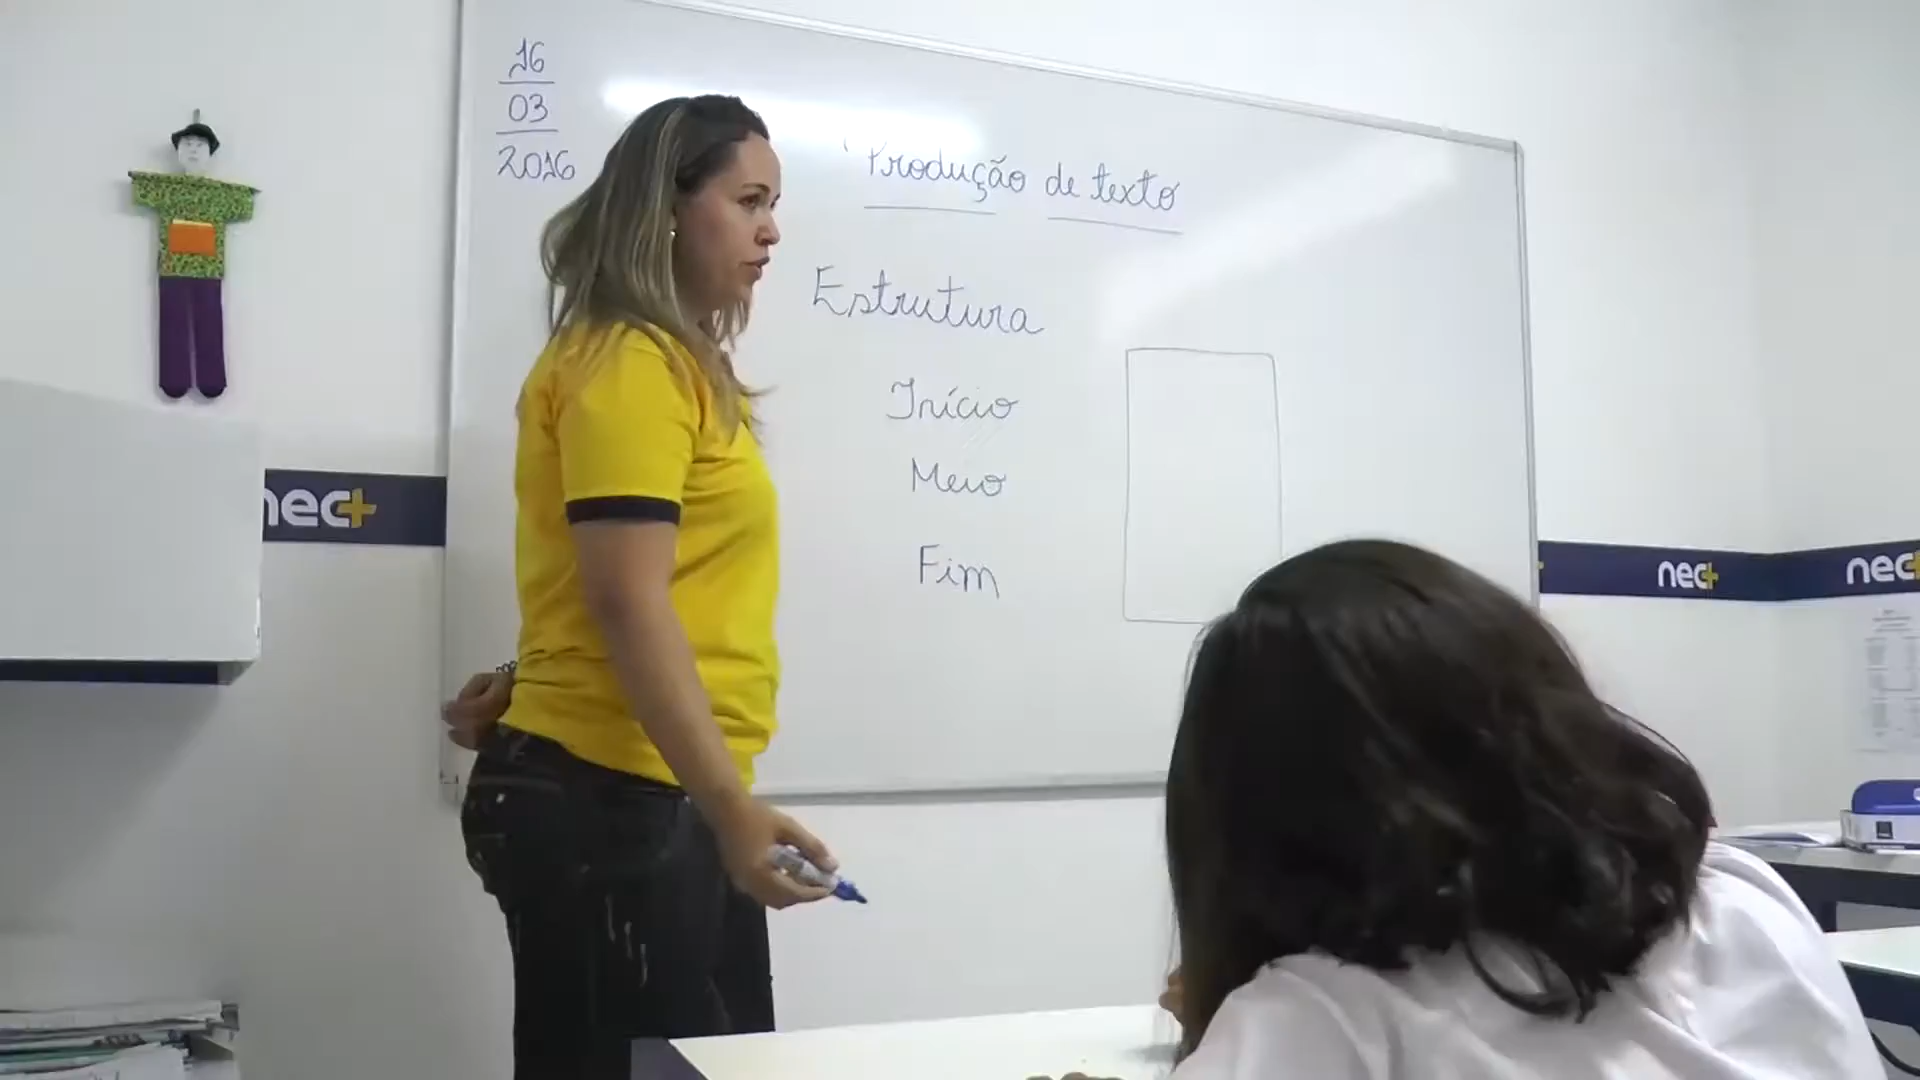 16
03
2016
Produção de texto
Estrutura
Início
Meio
Fim
nec+
nec+
nec+